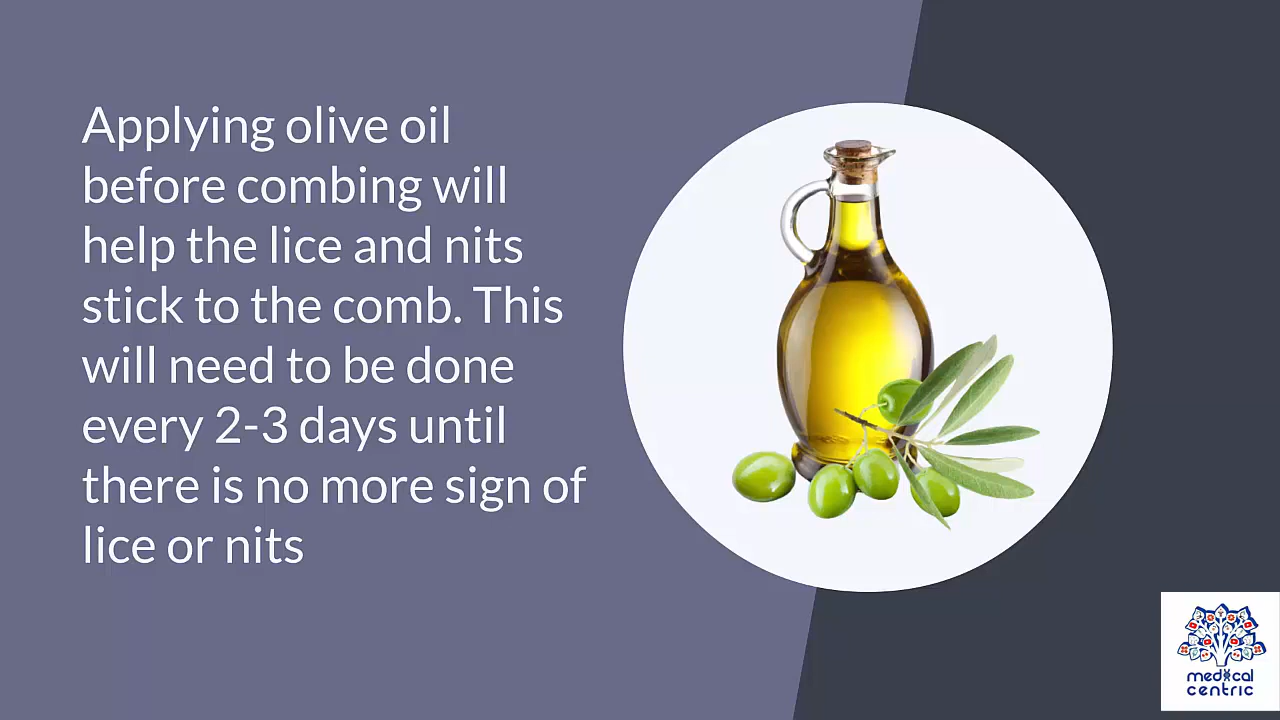 Applying olive oil
before combing will
help the lice and nits
stick to the comb. This
will need to be done
every 2-3 days until
there is no more sign of
lice or nits
medical
centric